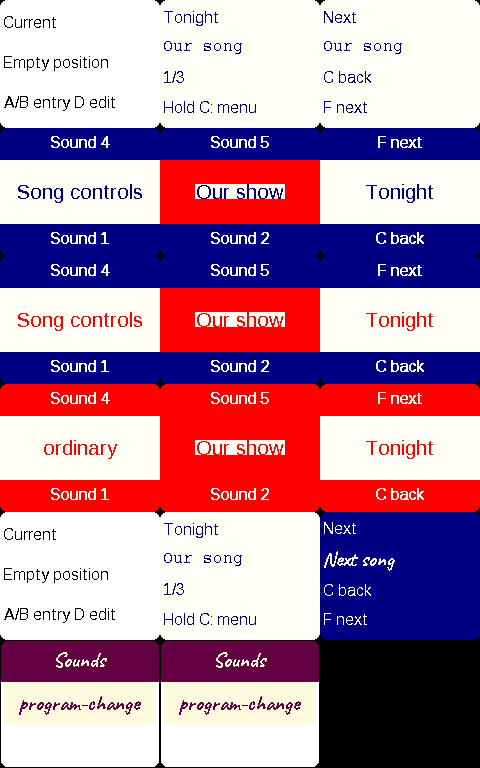 Current
Empty position
A/B entry D edit
Tonight
Our song
1/3
Hold C: menu
Next
Our song
C back
F next
Sound 4
Sound 5
F next
Song controls
Our show
Tonight
Sound 1
Sound 2
C back
Sound 4
Sound 5
F next
Song controls
Our show
Tonight
Sound 1
Sound 2
C back
Sound 4
Sound 5
F next
ordinary
Our show
Tonight
Sound 1
Sound 2
C back
Current
Empty position
A/B entry D edit
Tonight
Our song
1/3
Hold C: menu
Next
Next song
C back
F next
Sounds
program-change
Sounds
program-change